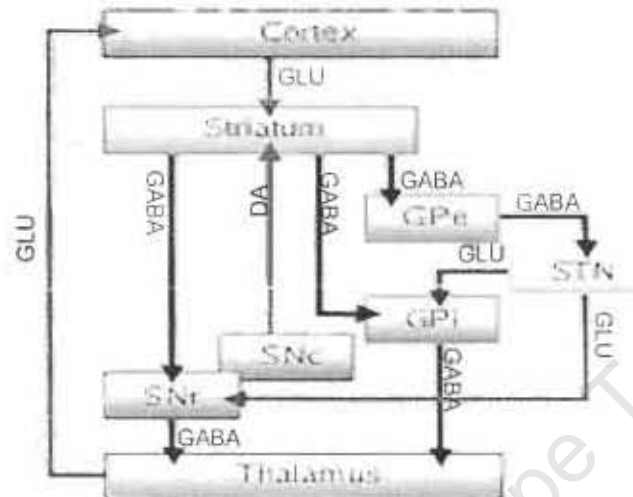 Cortex
GLU
Striatum
GABA
DA
GABA
GABA
GPe
GABA
GLU
GLU
STN
GPi
SNc
GLU
GABA
SNr
GABA
Thalamus